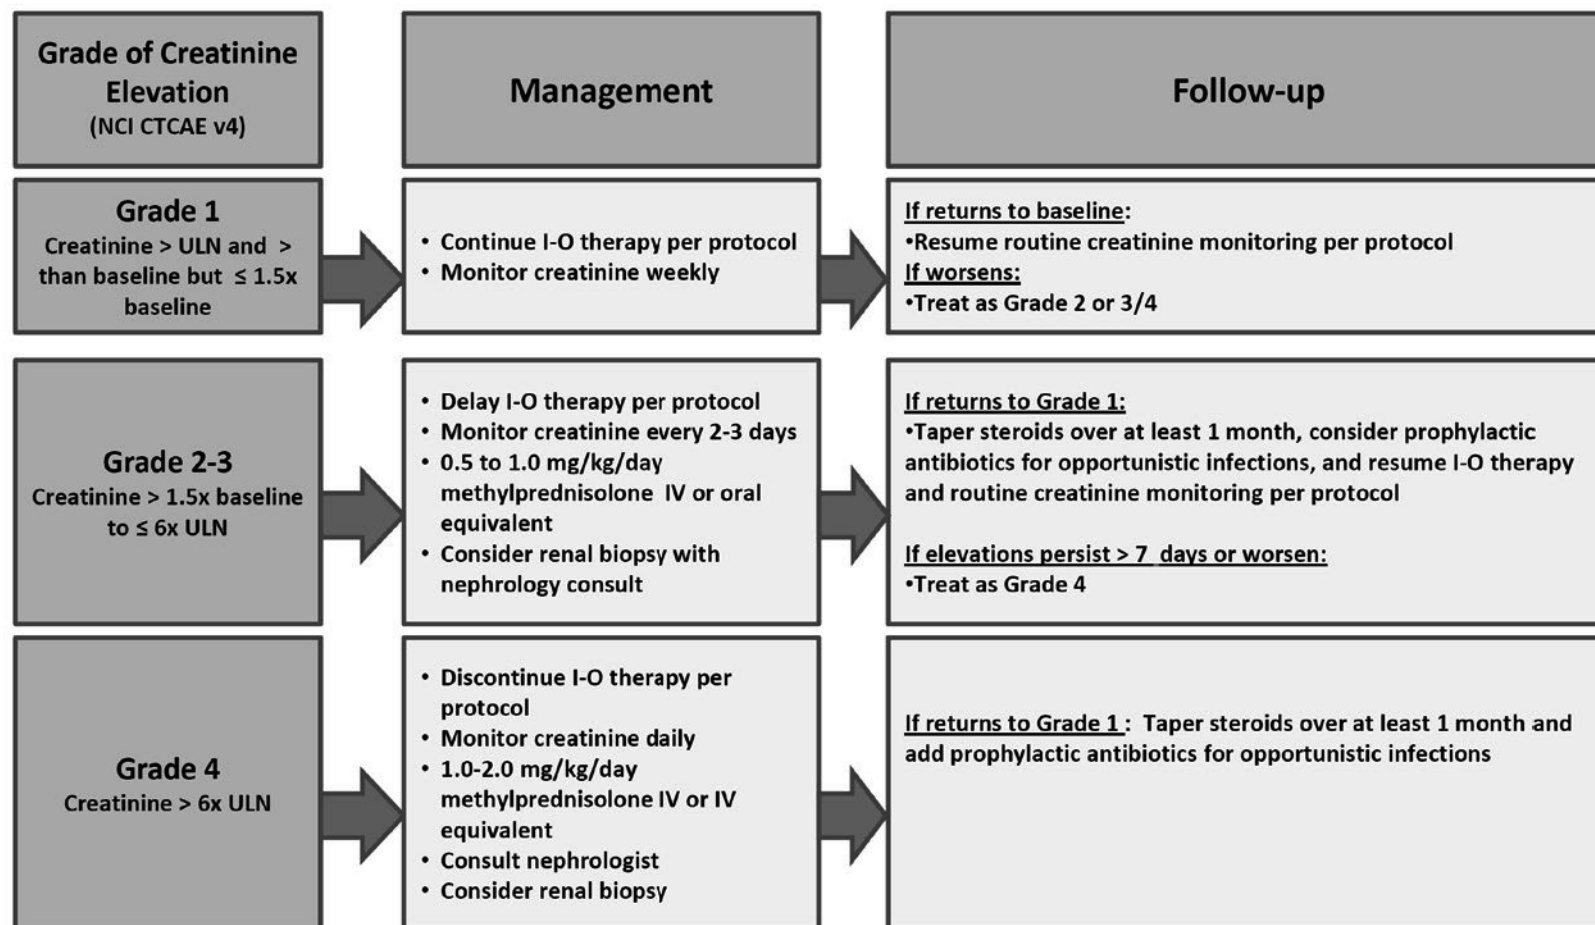 Grade of Creatinine
Elevation
(NCI CTCAE v4)
Management
Follow-up
Grade 1
Creatinine > ULN and  >
than baseline but  ≤ 1.5x
baseline
• Continue I-O therapy per protocol
• Monitor creatinine weekly
If returns to baseline:
•Resume routine creatinine monitoring per protocol
If worsens:
•Treat as Grade 2 or 3/4
Grade 2-3
Creatinine > 1.5x baseline
to ≤ 6x ULN
• Delay I-O therapy per protocol
• Monitor creatinine every 2-3 days
• 0.5 to 1.0 mg/kg/day
methylprednisolone  IV or oral
equivalent
• Consider renal biopsy with
nephrology consult
If returns to Grade 1:
•Taper steroids over at least 1 month, consider prophylactic
antibiotics for opportunistic infections, and resume I-O therapy
and routine creatinine monitoring per protocol
If elevations persist > 7  days or worsen:
•Treat as Grade 4
Grade 4
Creatinine > 6x ULN
• Discontinue I-O therapy per
protocol
• Monitor creatinine daily
• 1.0-2.0 mg/kg/day
methylprednisolone IV or IV
equivalent
• Consult nephrologist
• Consider renal biopsy
If returns to Grade 1 :  Taper steroids over at least 1 month and
add prophylactic antibiotics for opportunistic infections